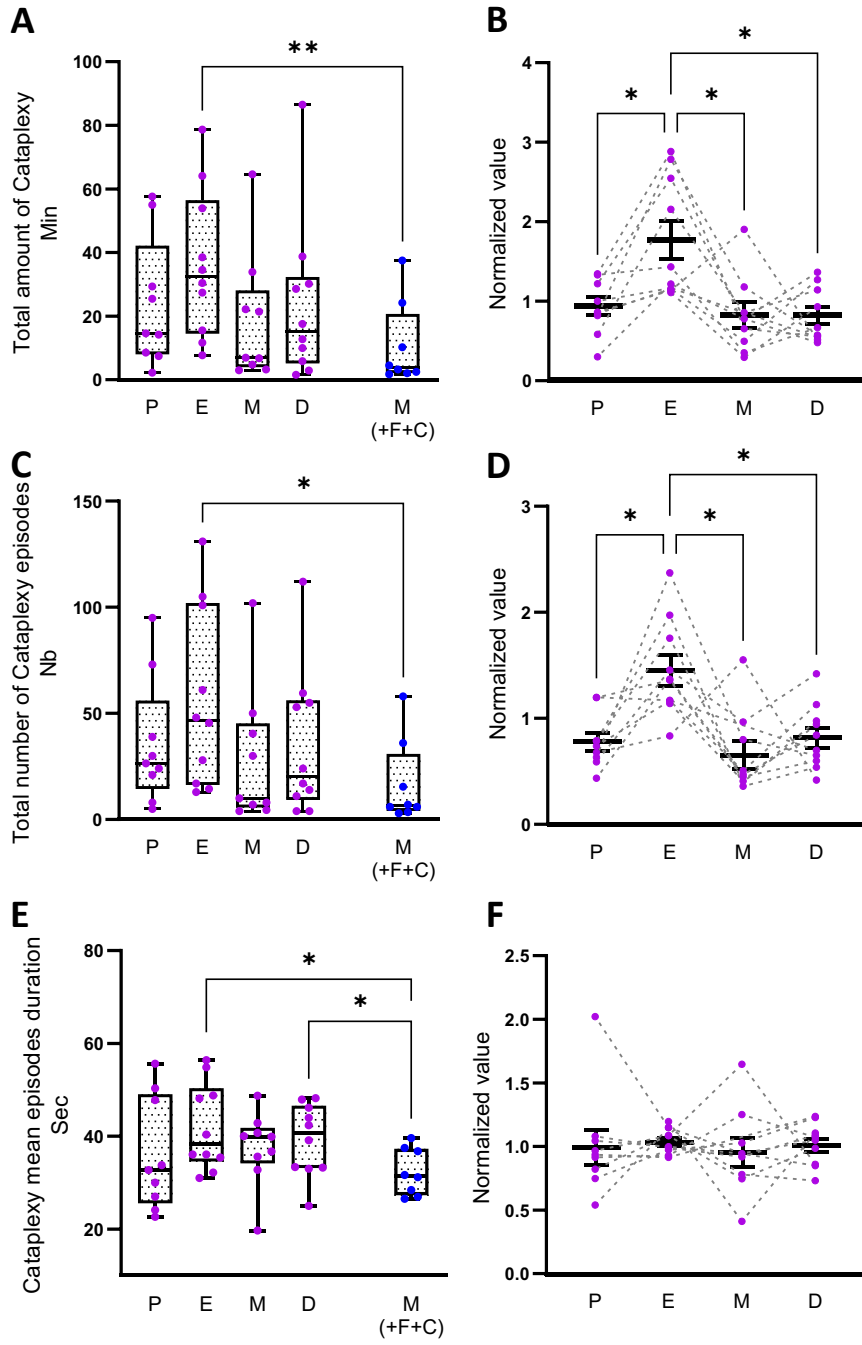 A
Total amount of Cataplexy
Min
100
80
60
40
20
0
**
P E M D M
(+F+C)
B
Normalized value
4
3
2
1
0
* * *
P E M D
C
Total number of Cataplexy episodes
Nb
150
100
50
0
*
P E M D M
(+F+C)
D
Normalized value
3
2
1
0
* * *
P E M D
E
Cataplexy mean episodes duration
Sec
80
60
40
20
*
*
P E M D M
(+F+C)
F
Normalized value
2.5
2.0
1.5
1.0
0.5
0.0
P E M D